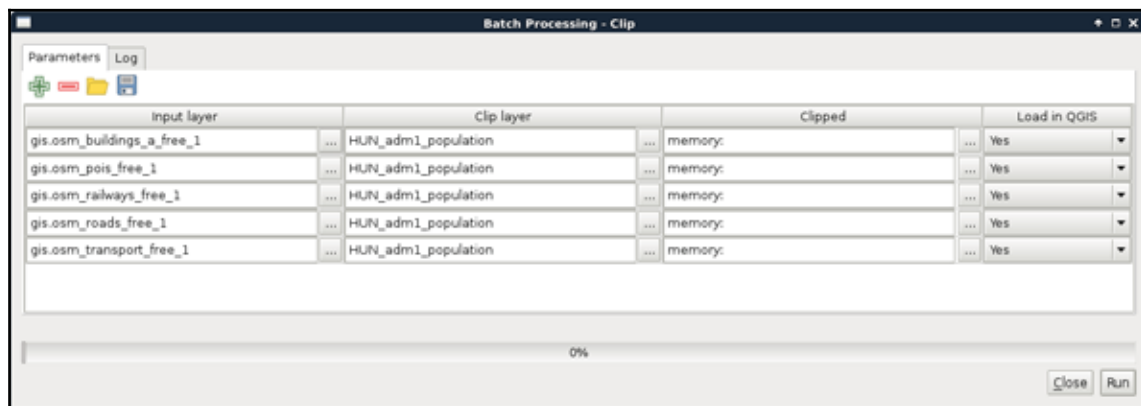 Batch Processing - Clip
Parameters Log
Input layer Clip layer Clipped Load in QGIS
gis.osm_buildings_a_free_1 ... HUN_adm1_population ... memory: ... Yes
gis.osm_pois_free_1 ... HUN_adm1_population ... memory: ... Yes
gis.osm_railways_free_1 ... HUN_adm1_population ... memory: ... Yes
gis.osm_roads_free_1 ... HUN_adm1_population ... memory: ... Yes
gis.osm_transport_free_1 ... HUN_adm1_population ... memory: ... Yes
0%
Close Run